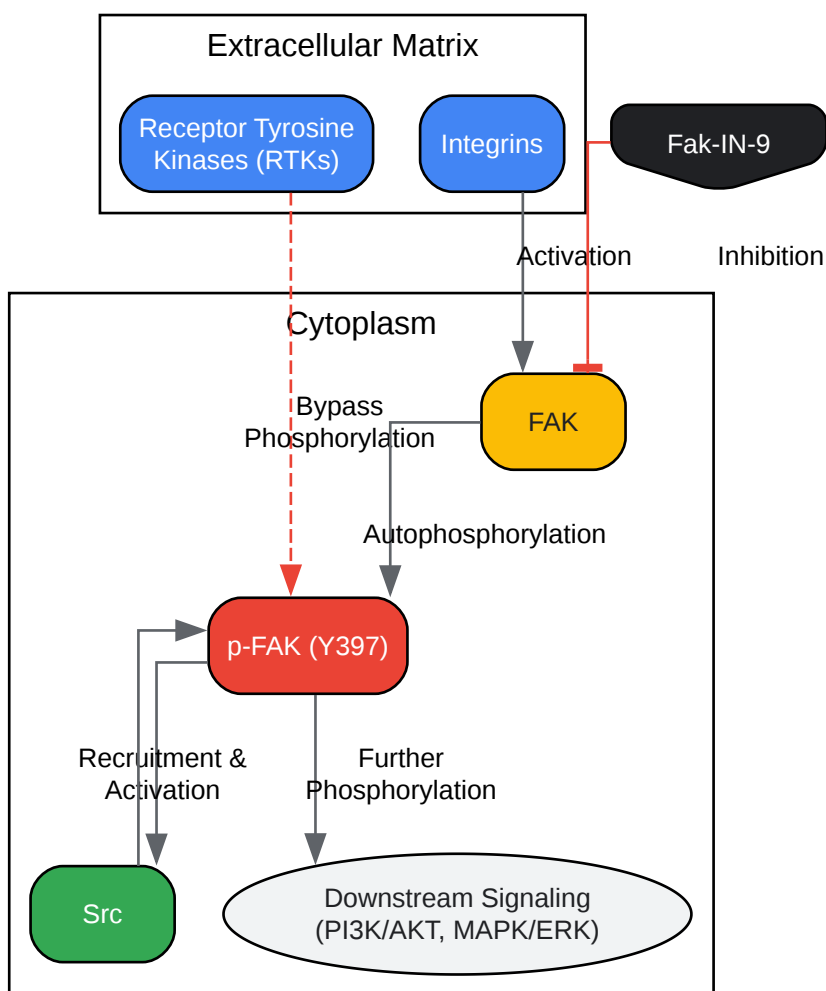 Extracellular Matrix
Receptor Tyrosine
Kinases (RTKs)
Integrins
Fak-IN-9
Activation
Inhibition
Cytoplasm
Bypass
Phosphorylation
FAK
Autophosphorylation
p-FAK (Y397)
Recruitment &
Activation
Further
Phosphorylation
Src
Downstream Signaling
(PI3K/AKT, MAPK/ERK)